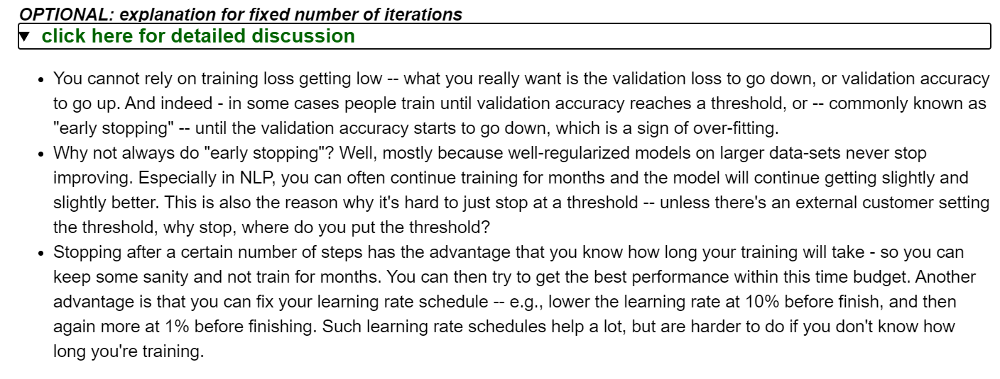 OPTIONAL: explanation for fixed number of iterations
▼ click here for detailed discussion
• You cannot rely on training loss getting low -- what you really want is the validation loss to go down, or validation accuracy
to go up. And indeed - in some cases people train until validation accuracy reaches a threshold, or -- commonly known as
"early stopping" -- until the validation accuracy starts to go down, which is a sign of over-fitting.
• Why not always do "early stopping"? Well, mostly because well-regularized models on larger data-sets never stop
improving. Especially in NLP, you can often continue training for months and the model will continue getting slightly and
slightly better. This is also the reason why it's hard to just stop at a threshold -- unless there's an external customer setting
the threshold, why stop, where do you put the threshold?
• Stopping after a certain number of steps has the advantage that you know how long your training will take - so you can
keep some sanity and not train for months. You can then try to get the best performance within this time budget. Another
advantage is that you can fix your learning rate schedule -- e.g., lower the learning rate at 10% before finish, and then
again more at 1% before finishing. Such learning rate schedules help a lot, but are harder to do if you don't know how
long you're training.